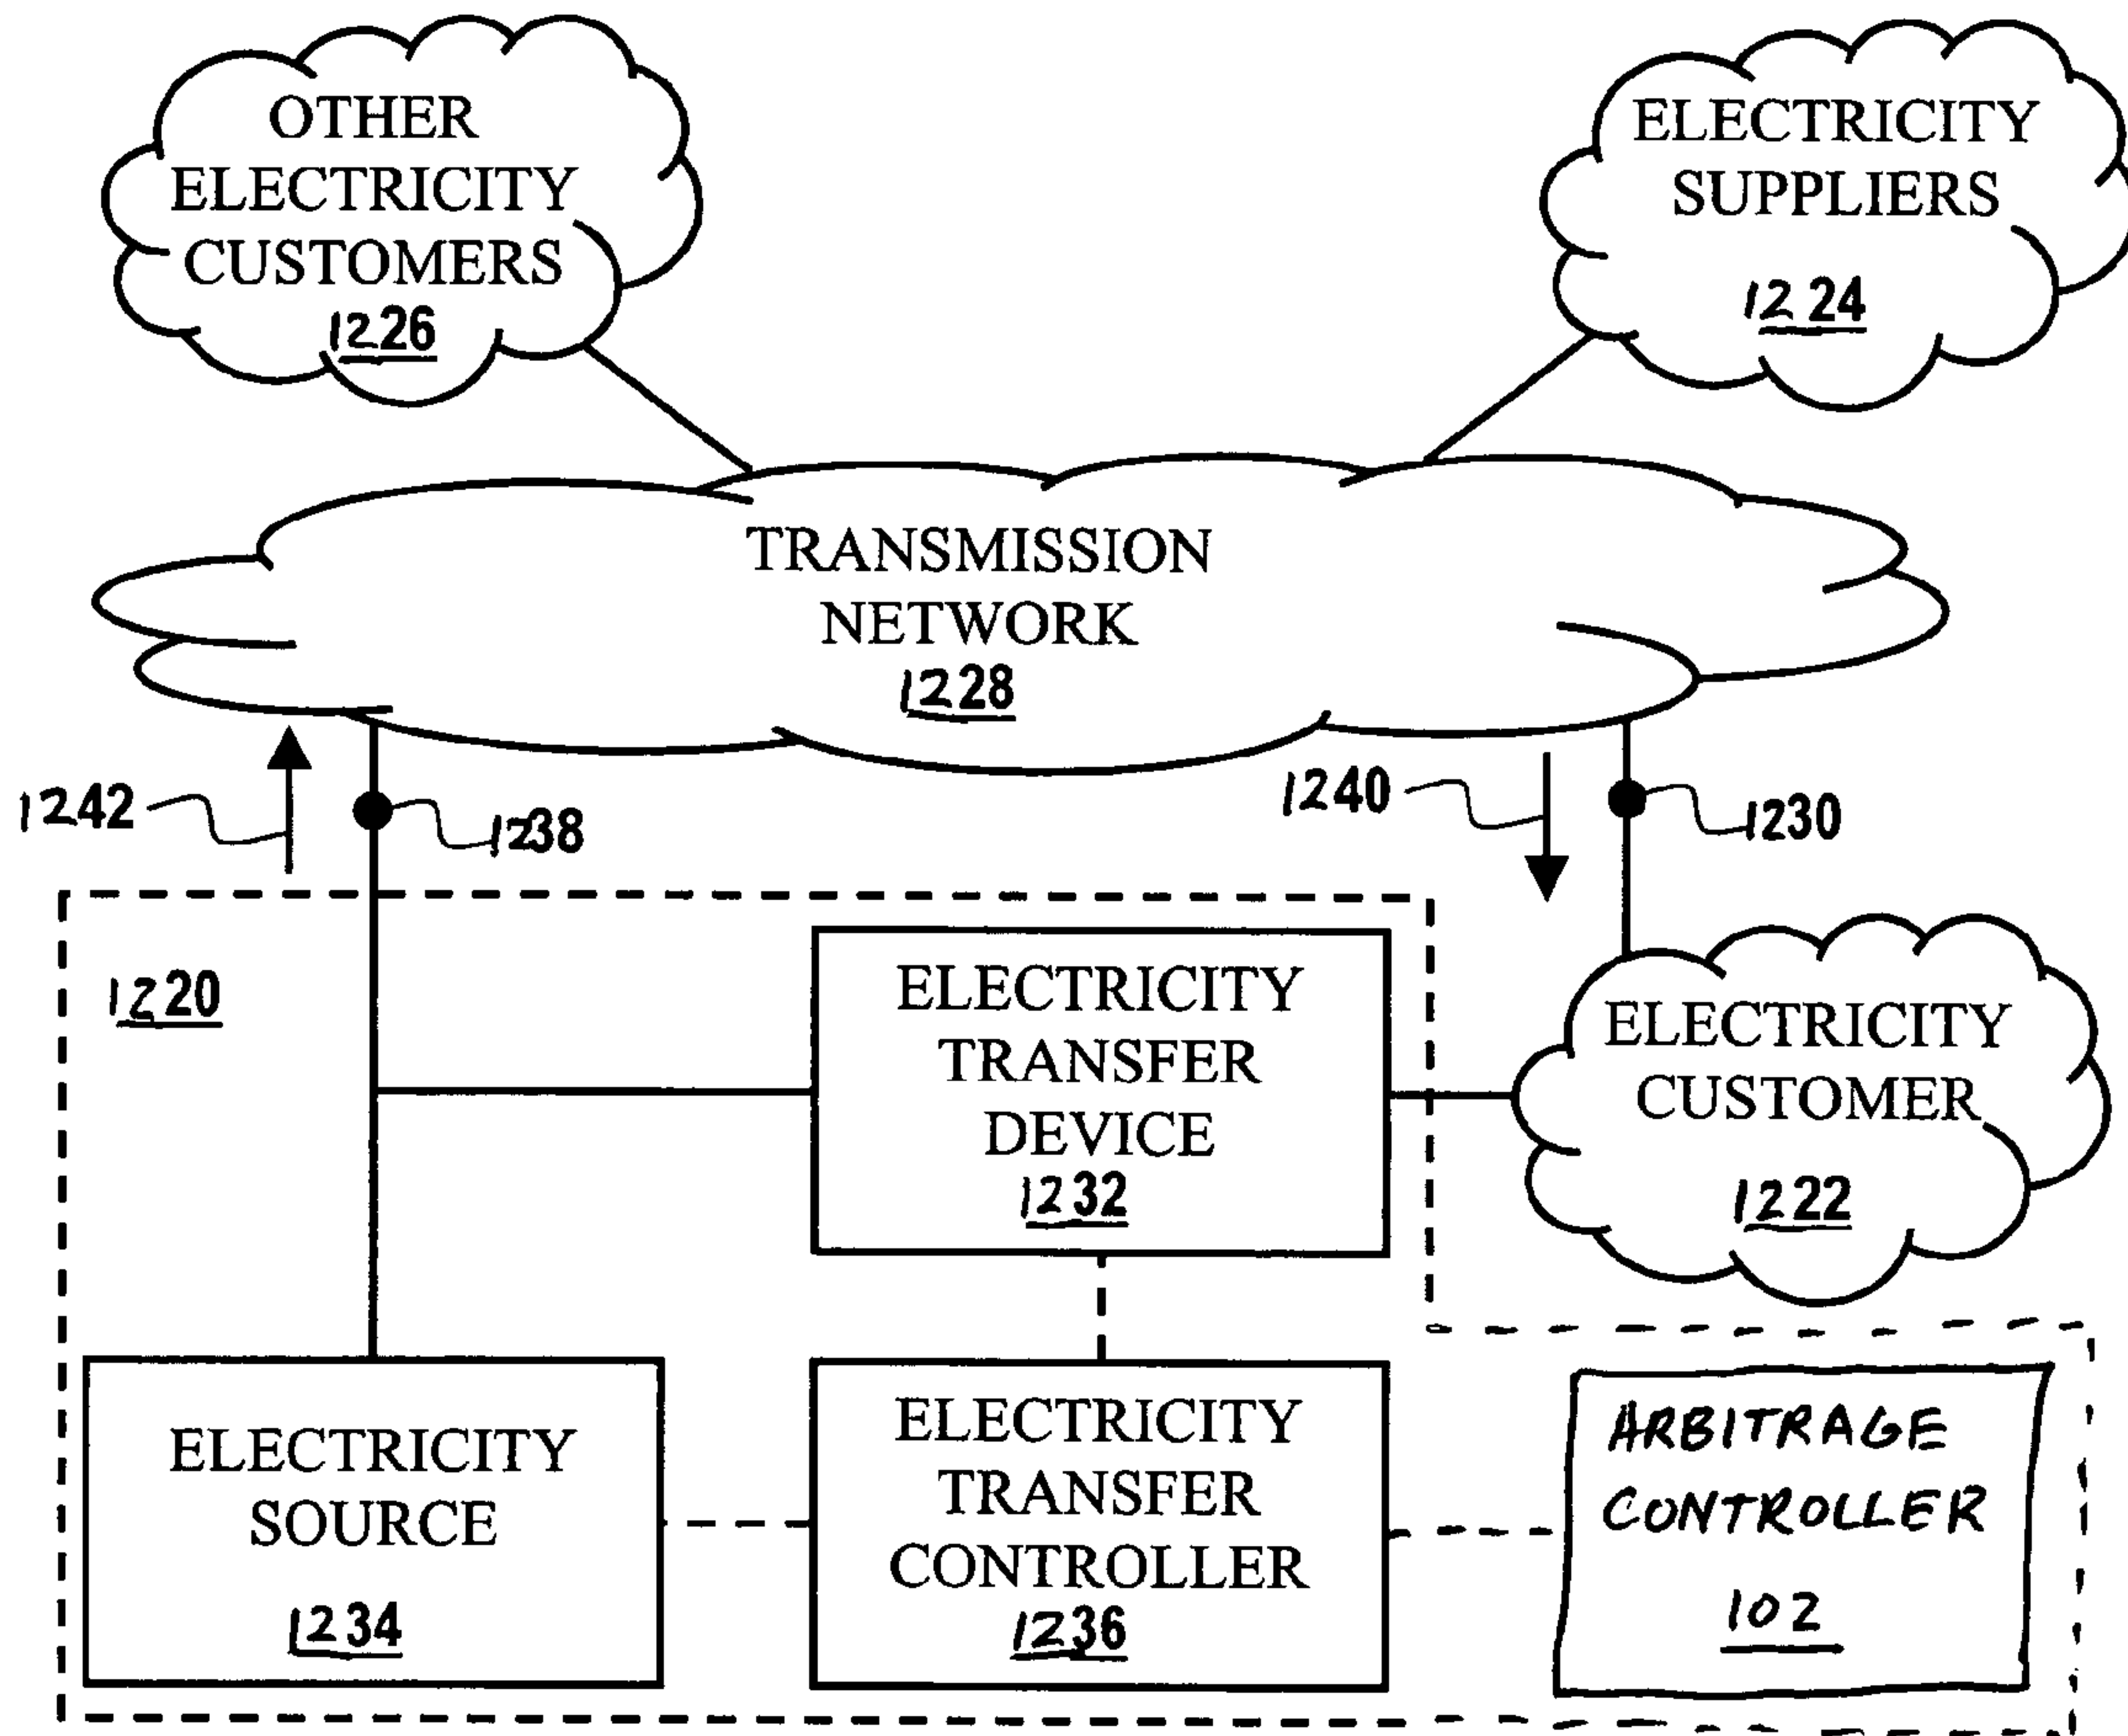 OTHER
ELECTRICITY
CUSTOMERS
1226
ELECTRICITY
SUPPLIERS
1224
TRANSMISSION
NETWORK
1228
1242
1238
1240
1230
1220
ELECTRICITY
TRANSFER
DEVICE
1232
ELECTRICITY
CUSTOMER
1222
ELECTRICITY
SOURCE
1234
ELECTRICITY
TRANSFER
CONTROLLER
1236
ARBITRAGE
CONTROLLER
102